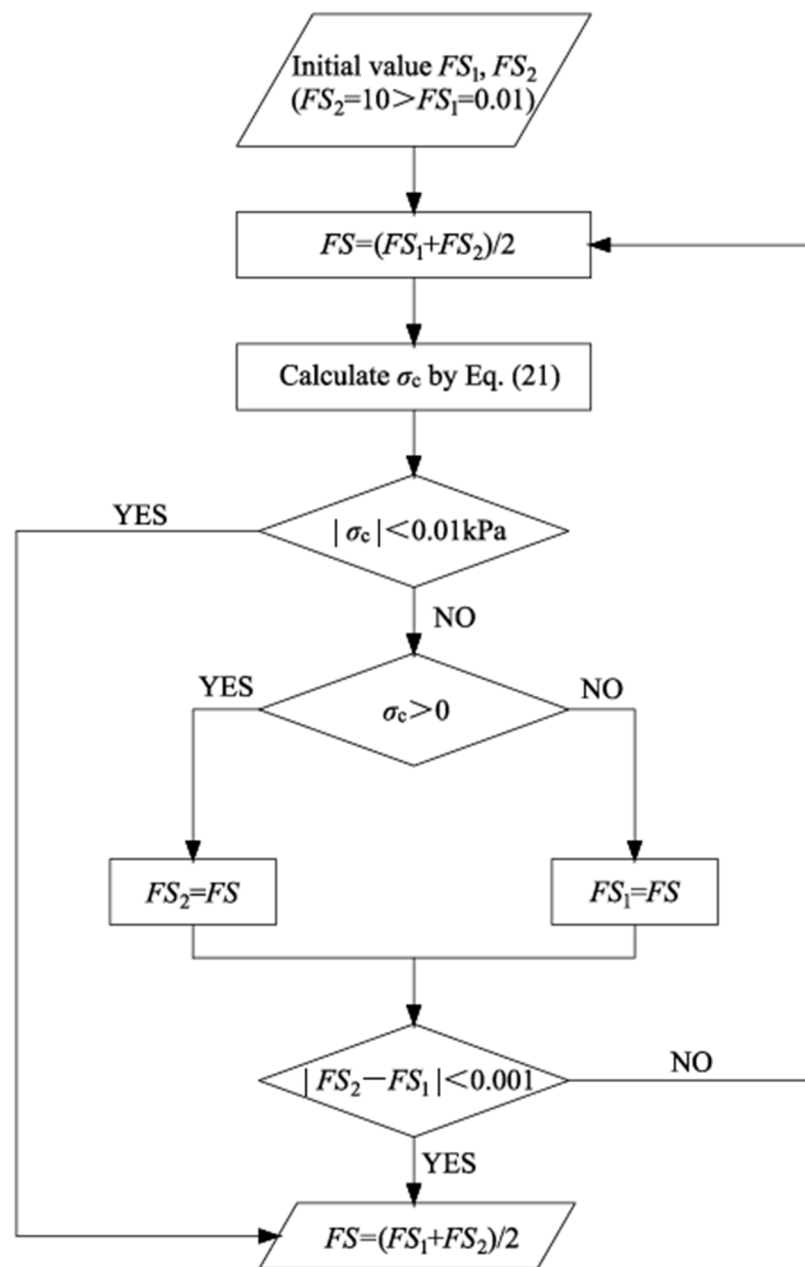 Initial value FS₁, FS₂
(FS₂=10＞FS₁=0.01)
FS=(FS₁+FS₂)/2
Calculate σc by Eq. (21)
YES
|σc|＜0.01kPa
NO
YES
NO
σc＞0
FS₂=FS
FS₁=FS
|FS₂−FS₁|＜0.001
NO
YES
FS=(FS₁+FS₂)/2